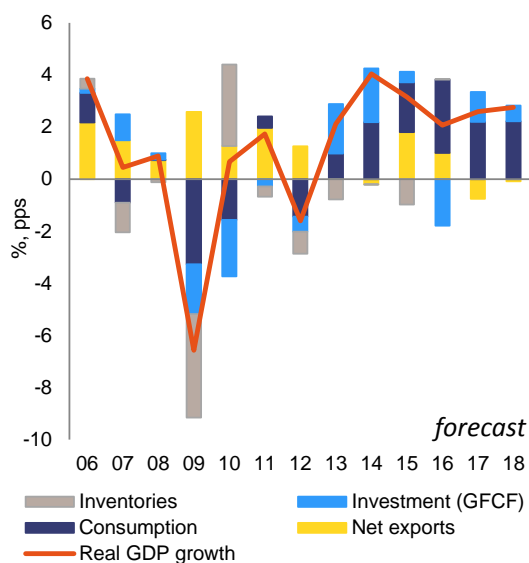 6
4
2
0
-2
-4
-6
-8
-10
%, pps
forecast
06 07 08 09 10 11 12 13 14 15 16 17 18
Inventories Investment (GFCF)
Consumption Net exports
Real GDP growth